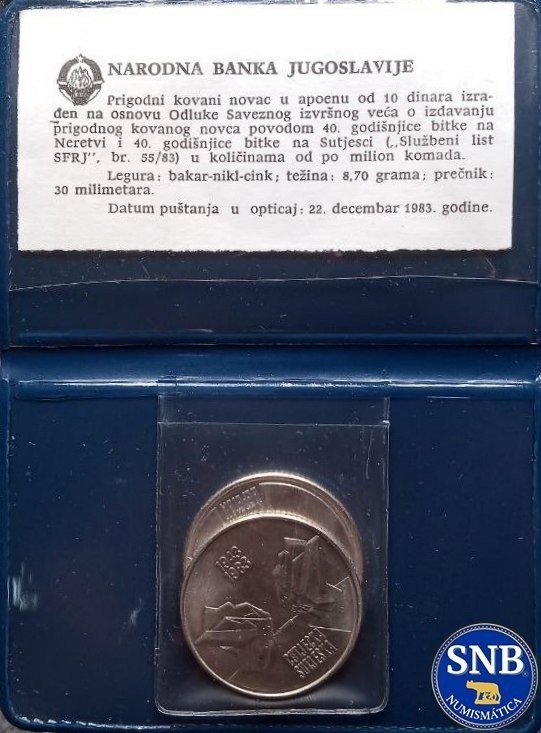 NARODNA BANKA JUGOSLAVIJE
Prigodni kovani novac u apoenu od 10 dinara izra-
đen na osnovu Odluke Saveznog izvršnog veća o izdavanju
prigodnog kovanog novca povodom 40. godišnjice bitke na
Neretvi i 40. godišnjice bitke na Sutjesci („Službeni list
SFRJ", br. 55/83) u količinama od po milion komada.
Legura: bakar-nikl-cink; težina: 8,70 grama; prečnik:
30 milimetara.
Datum puštanja u opticaj: 22. decembar 1983. godine.
1943
1983
SUTJESKA
SNB
®
NUMISMÁTICA